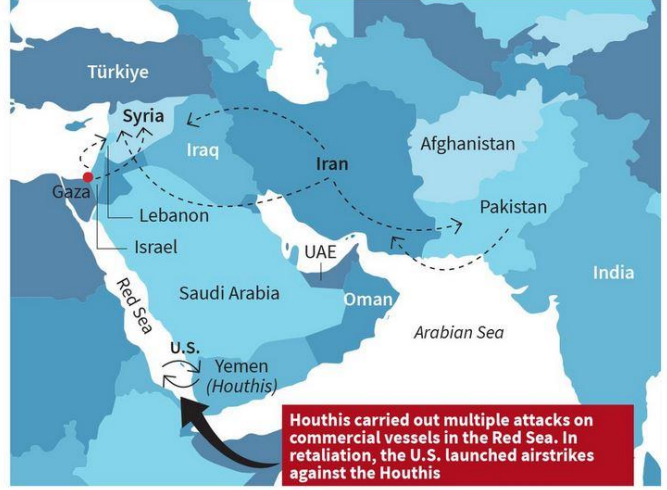 Türkiye
Syria
Iraq
Iran
Afghanistan
Gaza
Lebanon
Israel
Pakistan
UAE
India
Red Sea
Saudi Arabia
Oman
Arabian Sea
U.S.
Yemen
(Houthis)
Houthis carried out multiple attacks on
commercial vessels in the Red Sea. In
retaliation, the U.S. launched airstrikes
against the Houthis